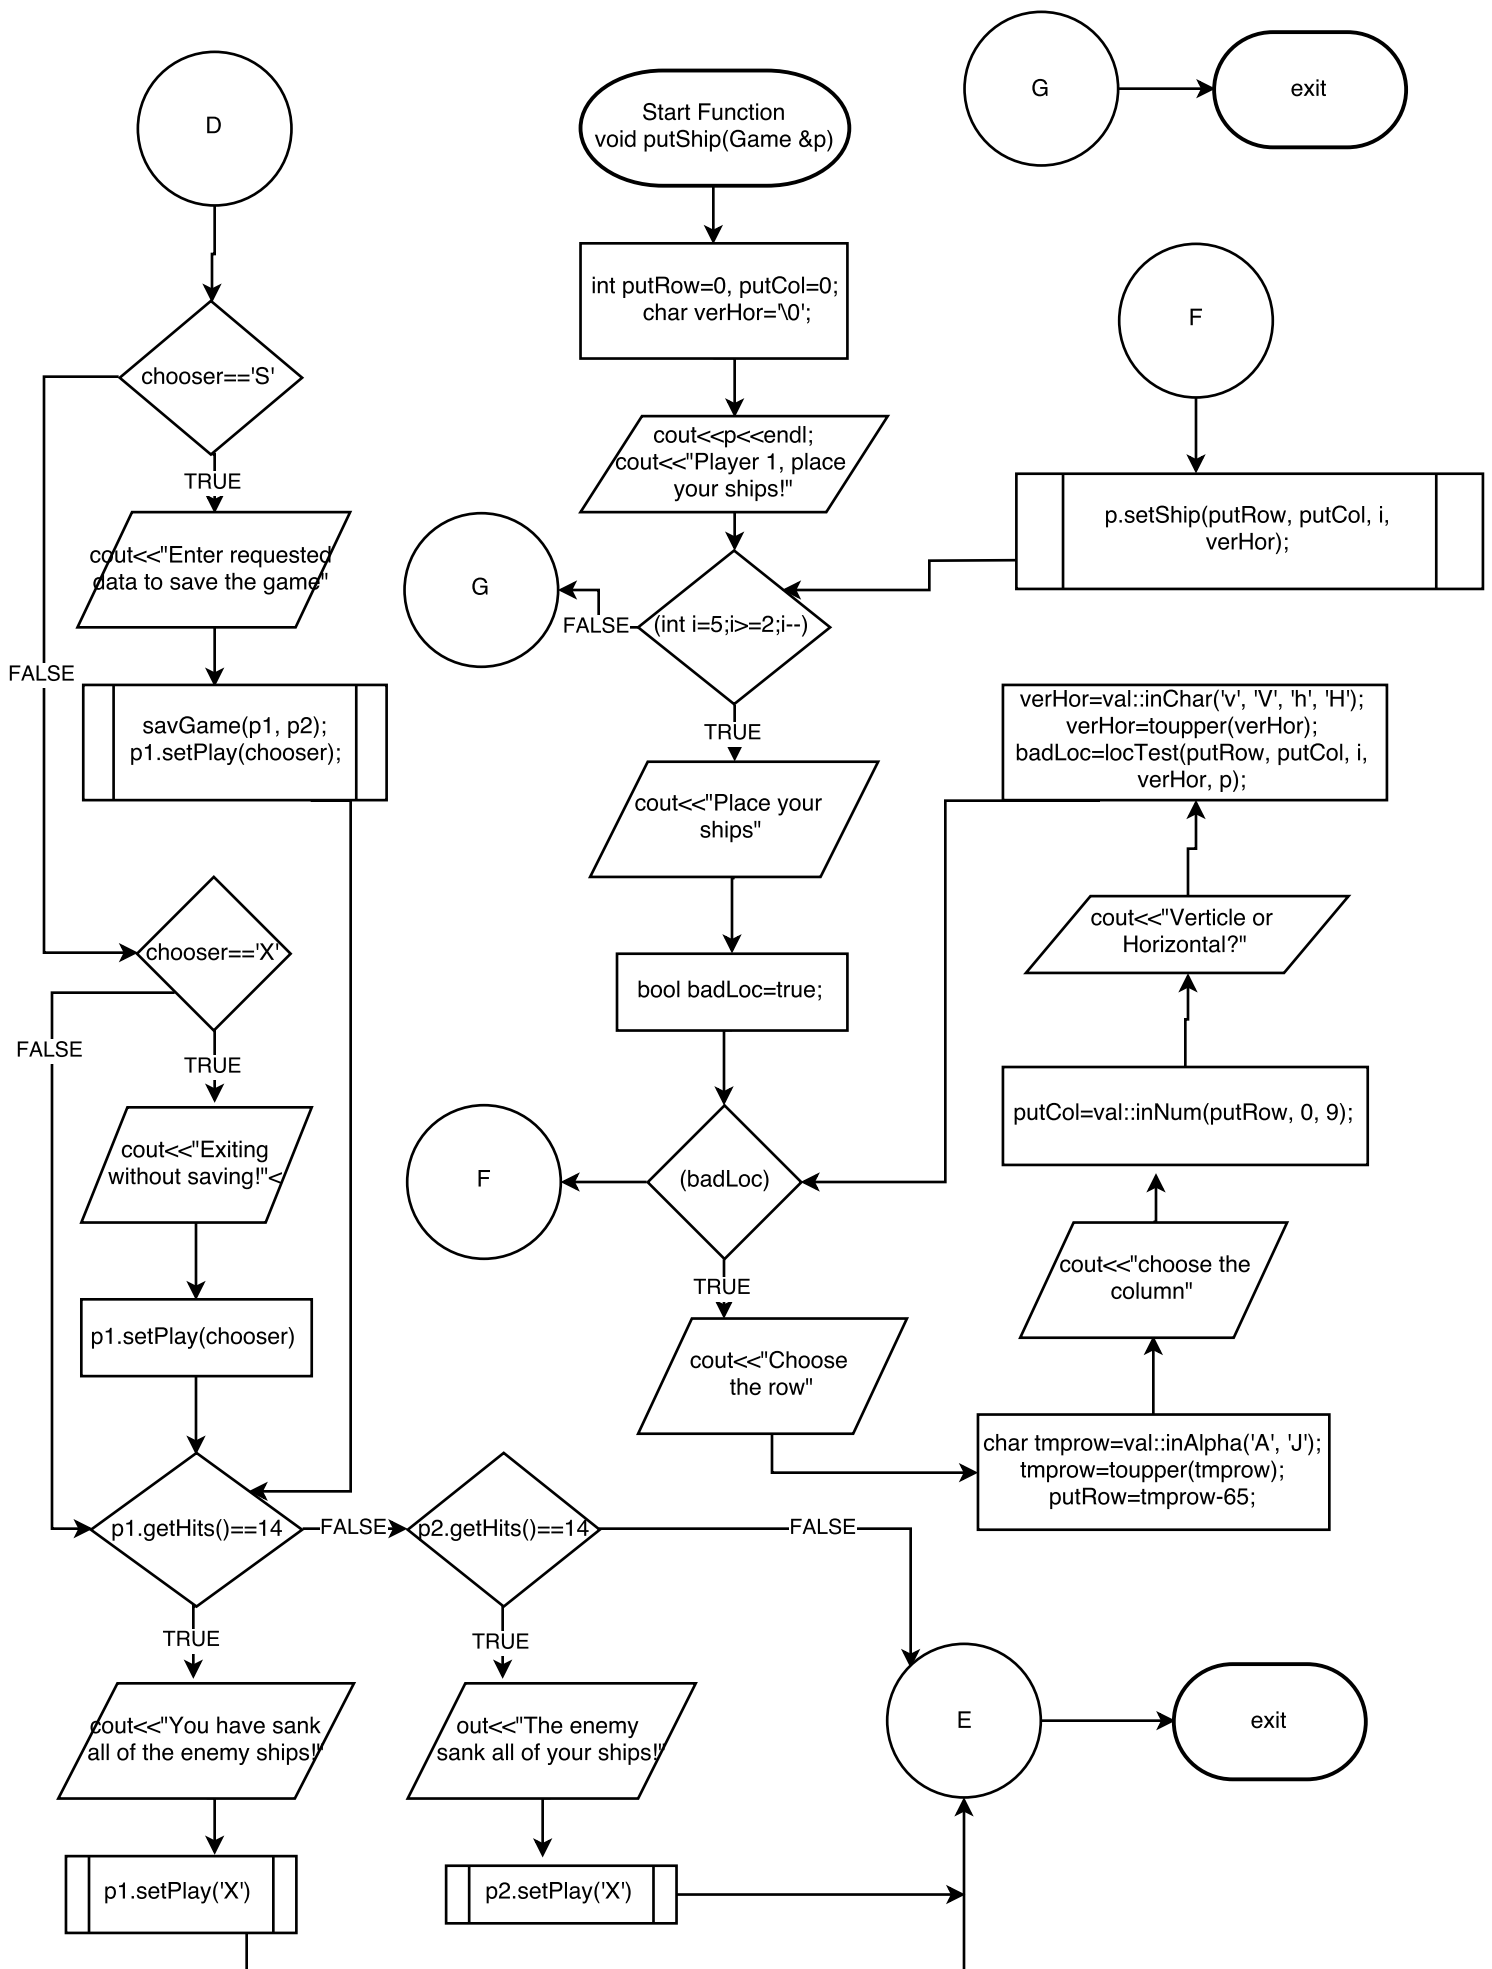 D
chooser=='S'
TRUE
cout<<"Enter requested
data to save the game"
FALSE
savGame(p1, p2);
p1.setPlay(chooser);
chooser=='X'
FALSE
TRUE
cout<<"Exiting
without saving!"<
p1.setPlay(chooser)
p1.getHits()==14
FALSE
p2.getHits()==14
FALSE
TRUE
TRUE
cout<<"You have sank
all of the enemy ships!"
out<<"The enemy
sank all of your ships!"
p1.setPlay('X')
p2.setPlay('X')
E
exit
Start Function
void putShip(Game &p)
int putRow=0, putCol=0;
char verHor='\0';
cout<<p<<endl;
cout<<"Player 1, place
your ships!"
G
FALSE
(int i=5;i>=2;i--)
TRUE
cout<<"Place your
ships"
bool badLoc=true;
F
(badLoc)
TRUE
cout<<"Choose
the row"
char tmprow=val::inAlpha('A', 'J');
tmprow=toupper(tmprow);
putRow=tmprow-65;
cout<<"choose the
column"
putCol=val::inNum(putRow, 0, 9);
cout<<"Verticle or
Horizontal?"
verHor=val::inChar('v', 'V', 'h', 'H');
verHor=toupper(verHor);
badLoc=locTest(putRow, putCol, i,
verHor, p);
G
exit
F
p.setShip(putRow, putCol, i,
verHor);